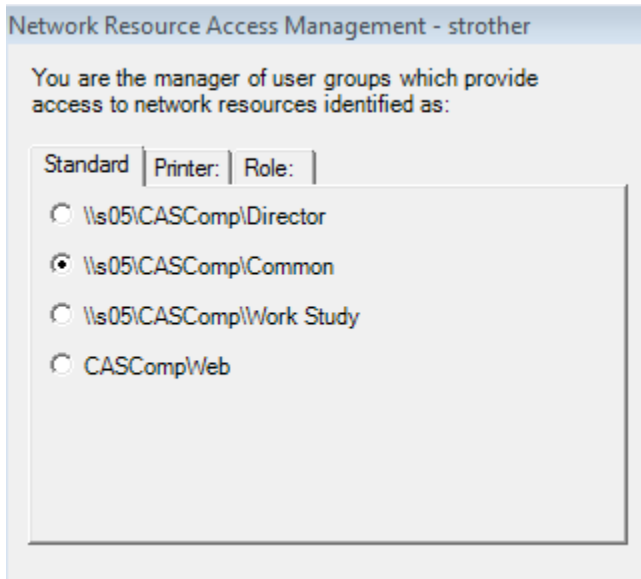 Network Resource Access Management - strother
You are the manager of user groups which provide
access to network resources identified as:
Standard Printer: Role:
\\s05\CASComp\Director
\\s05\CASComp\Common
\\s05\CASComp\Work Study
CASCompWeb